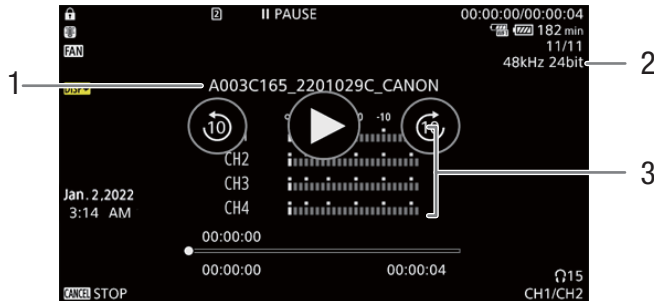 2 II PAUSE 00:00:00/00:00:04
182 min
FAN 11/11
48kHz 24bit
2
1
DISP
A003C165_2201029C_CANON
10
-10
10
CH2
CH3
3
CH4
Jan. 2,2022
3:14 AM
00:00:00
00:00:00 00:00:04
15
CANCEL STOP CH1/CH2